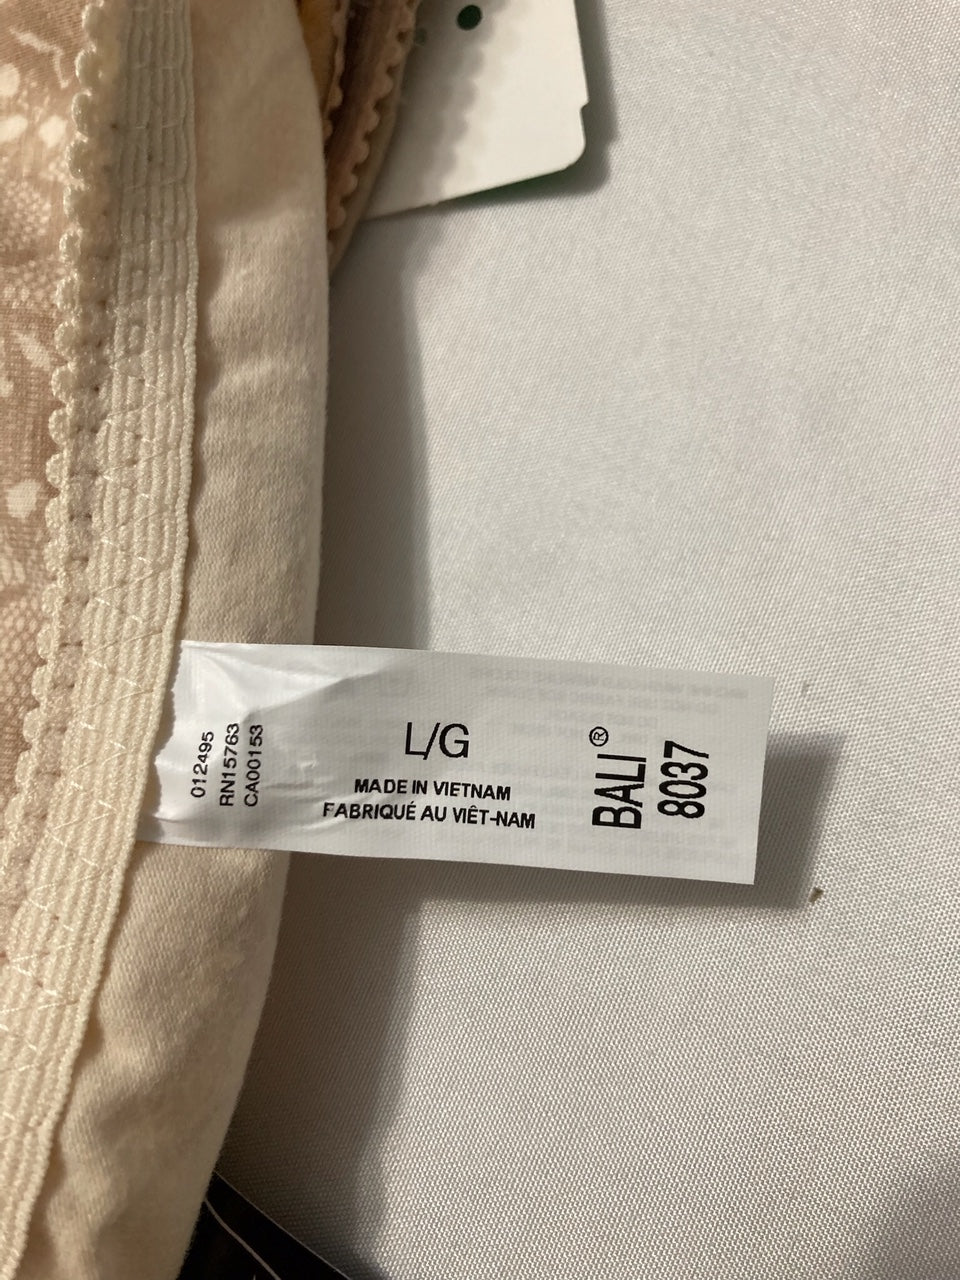 012495
RN15763
CA00153
L/G
MADE IN VIETNAM
FABRIQUÉ AU VIÊT-NAM
BALI®
8037